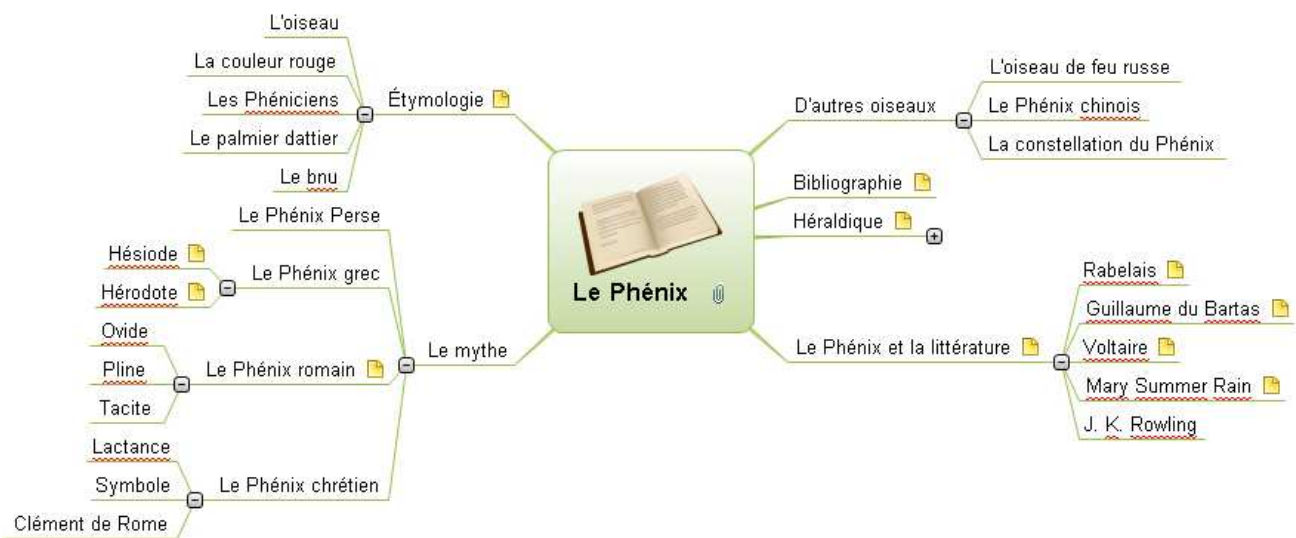 Le Phénix
Étymologie
L'oiseau
La couleur rouge
Les Phéniciens
Le palmier dattier
Le bnu
Le mythe
Le Phénix Perse
Le Phénix grec
Hésiode
Hérodote
Le Phénix romain
Ovide
Pline
Tacite
Le Phénix chrétien
Lactance
Symbole
Clément de Rome
D'autres oiseaux
L'oiseau de feu russe
Le Phénix chinois
La constellation du Phénix
Bibliographie
Héraldique
Le Phénix et la littérature
Rabelais
Guillaume du Bartas
Voltaire
Mary Summer Rain
J. K. Rowling